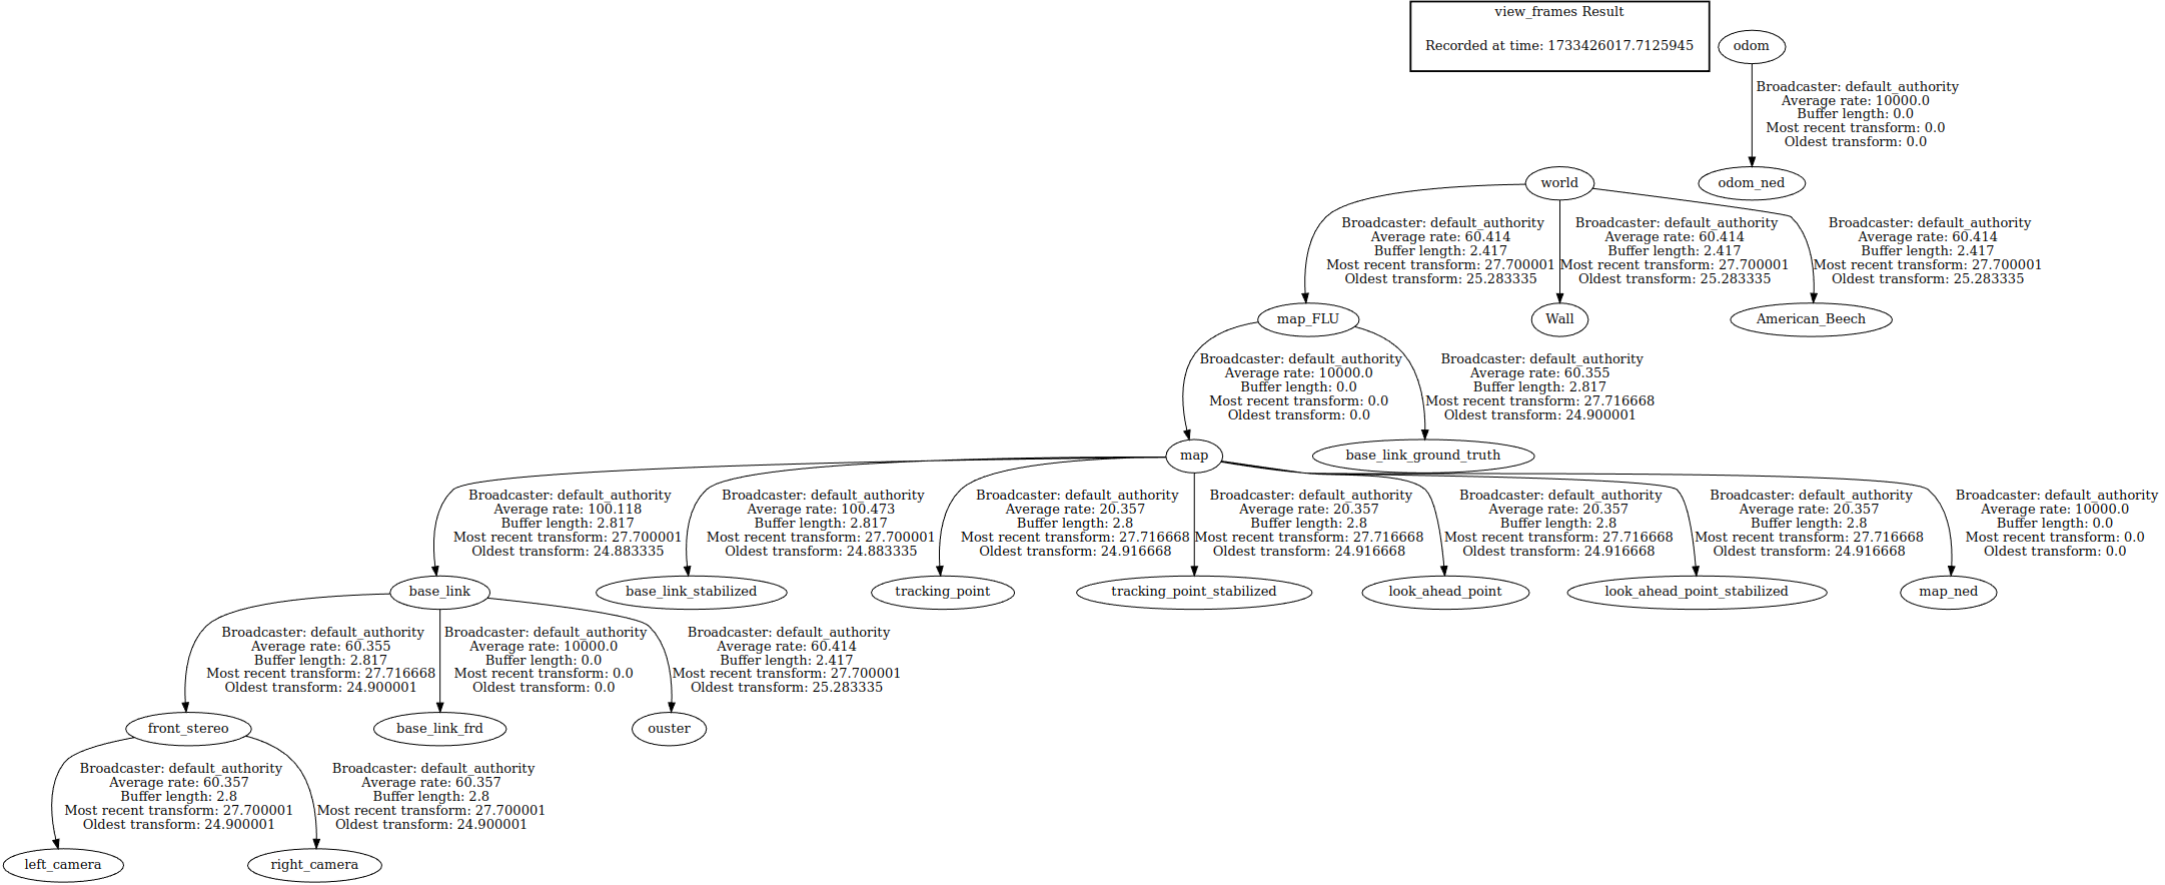 view_frames Result
Recorded at time: 1733426017.7125945
odom
Broadcaster: default_authority
Average rate: 10000.0
Buffer length: 0.0
Most recent transform: 0.0
Oldest transform: 0.0
world
odom_ned
Broadcaster: default_authority
Average rate: 60.414
Buffer length: 2.417
Most recent transform: 27.700001
Oldest transform: 25.283335
Broadcaster: default_authority
Average rate: 60.414
Buffer length: 2.417
Most recent transform: 27.700001
Oldest transform: 25.283335
Broadcaster: default_authority
Average rate: 60.414
Buffer length: 2.417
Most recent transform: 27.700001
Oldest transform: 25.283335
map_FLU
Wall
American_Beech
Broadcaster: default_authority
Average rate: 10000.0
Buffer length: 0.0
Most recent transform: 0.0
Oldest transform: 0.0
Broadcaster: default_authority
Average rate: 60.355
Buffer length: 2.817
Most recent transform: 27.716668
Oldest transform: 24.900001
map
base_link_ground_truth
Broadcaster: default_authority
Average rate: 100.118
Buffer length: 2.817
Most recent transform: 27.700001
Oldest transform: 24.883335
Broadcaster: default_authority
Average rate: 100.473
Buffer length: 2.817
Most recent transform: 27.700001
Oldest transform: 24.883335
Broadcaster: default_authority
Average rate: 20.357
Buffer length: 2.8
Most recent transform: 27.716668
Oldest transform: 24.916668
Broadcaster: default_authority
Average rate: 20.357
Buffer length: 2.8
Most recent transform: 27.716668
Oldest transform: 24.916668
Broadcaster: default_authority
Average rate: 20.357
Buffer length: 2.8
Most recent transform: 27.716668
Oldest transform: 24.916668
Broadcaster: default_authority
Average rate: 20.357
Buffer length: 2.8
Most recent transform: 27.716668
Oldest transform: 24.916668
Broadcaster: default_authority
Average rate: 10000.0
Buffer length: 0.0
Most recent transform: 0.0
Oldest transform: 0.0
base_link
base_link_stabilized
tracking_point
tracking_point_stabilized
look_ahead_point
look_ahead_point_stabilized
map_ned
Broadcaster: default_authority
Average rate: 60.355
Buffer length: 2.817
Most recent transform: 27.716668
Oldest transform: 24.900001
Broadcaster: default_authority
Average rate: 10000.0
Buffer length: 0.0
Most recent transform: 0.0
Oldest transform: 0.0
Broadcaster: default_authority
Average rate: 60.414
Buffer length: 2.417
Most recent transform: 27.700001
Oldest transform: 25.283335
front_stereo
base_link_frd
ouster
Broadcaster: default_authority
Average rate: 60.357
Buffer length: 2.8
Most recent transform: 27.700001
Oldest transform: 24.900001
Broadcaster: default_authority
Average rate: 60.357
Buffer length: 2.8
Most recent transform: 27.700001
Oldest transform: 24.900001
left_camera
right_camera